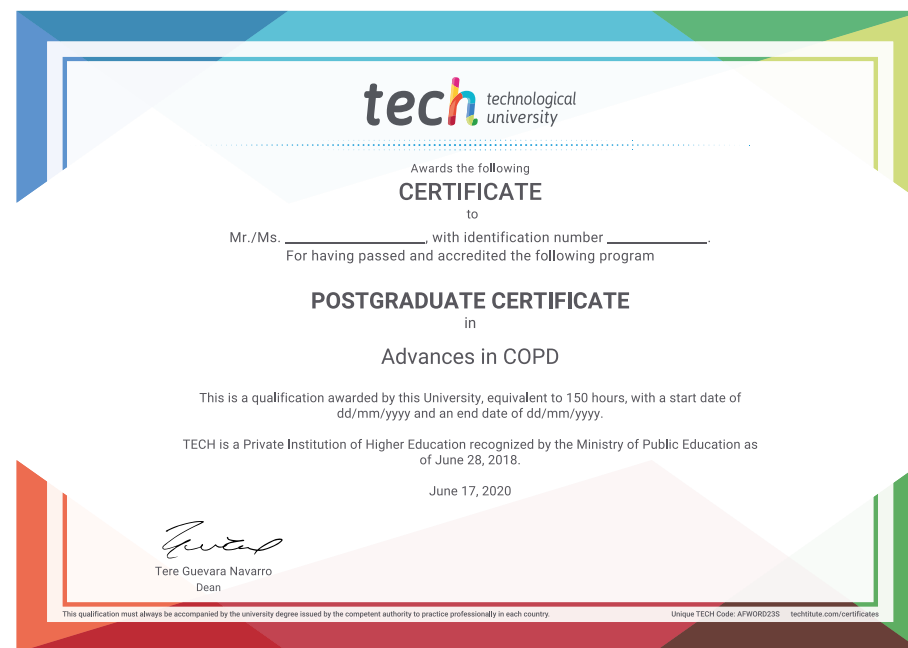 tech technological
university
Awards the following
CERTIFICATE
to
Mr./Ms. ____________________, with identification number ______________.
For having passed and accredited the following program
POSTGRADUATE CERTIFICATE
in
Advances in COPD
This is a qualification awarded by this University, equivalent to 150 hours, with a start date of
dd/mm/yyyy and an end date of dd/mm/yyyy.
TECH is a Private Institution of Higher Education recognized by the Ministry of Public Education as
of June 28, 2018.
June 17, 2020
Tere Guevara Navarro
Dean
This qualification must always be accompanied by the university degree issued by the competent authority to practice professionally in each country. Unique TECH Code: AFWORD23S techtitute.com/certificates